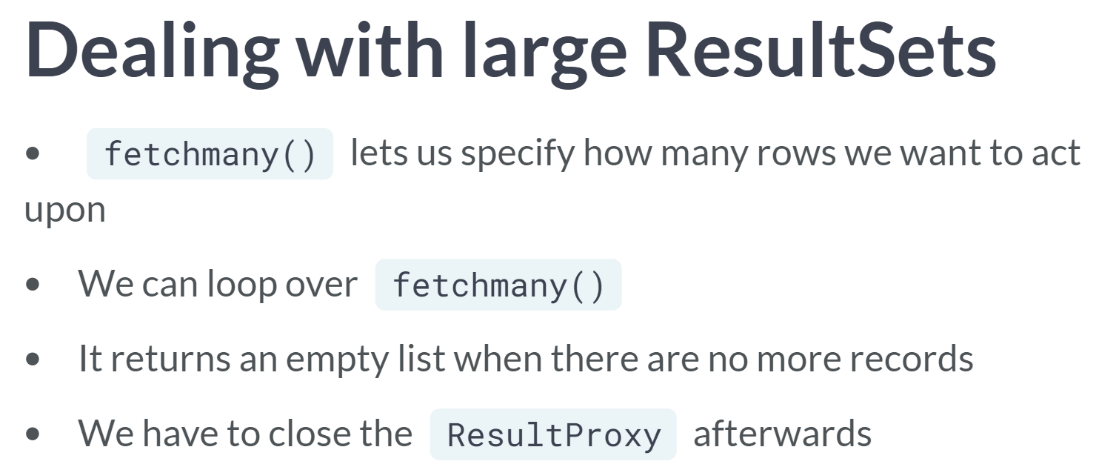 Dealing with large ResultSets
• fetchmany() lets us specify how many rows we want to act
upon
• We can loop over fetchmany()
• It returns an empty list when there are no more records
• We have to close the ResultProxy afterwards